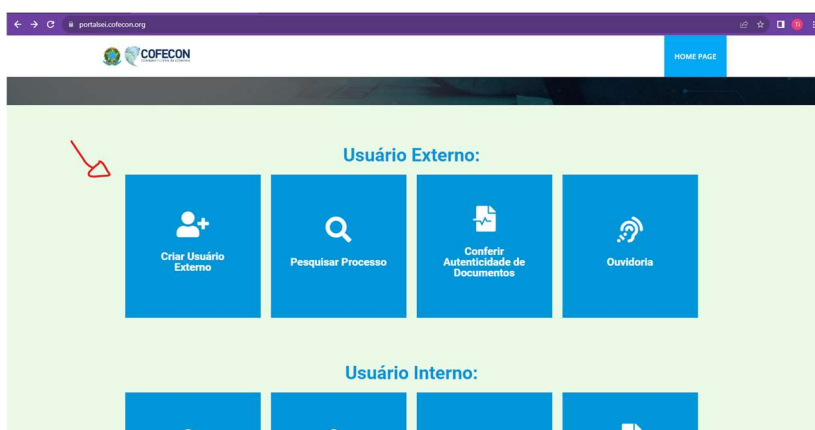 portalsei.cofecon.org
Ti
COFECON
HOME PAGE
Usuário Externo:
Criar Usuário
Externo
Pesquisar Processo
Conferir
Autenticidade de
Documentos
Ouvidoria
Usuário Interno: